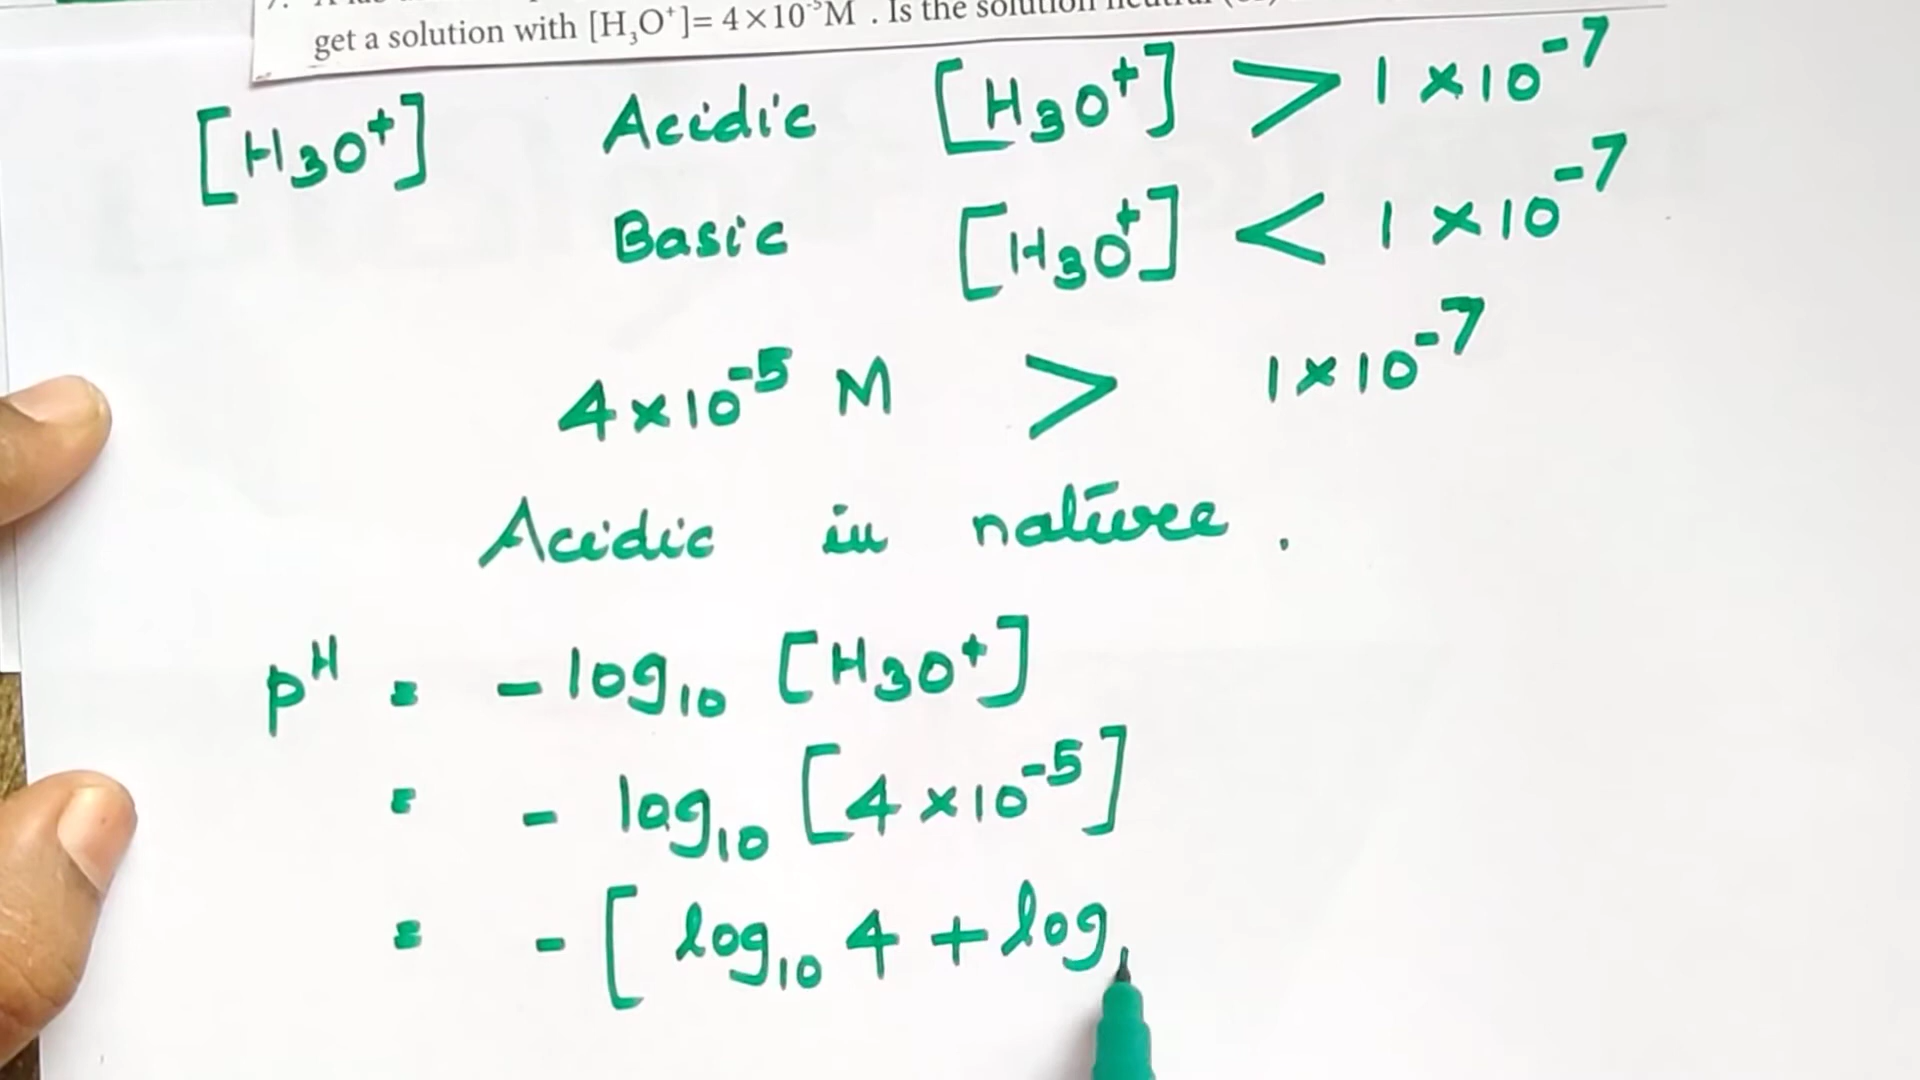 get a solution with [H₃O⁺]= 4×10⁻⁵M . Is the solution
[H₃O⁺] Acidic [H₃O⁺] > 1 × 10⁻⁷
Basic [H₃O⁺] < 1 × 10⁻⁷
4×10⁻⁵ M > 1×10⁻⁷
Acidic in nature .
pᴴ = - log₁₀ [H₃O⁺]
= - log₁₀ [4 ×10⁻⁵]
= - [ log₁₀ 4 + log₁